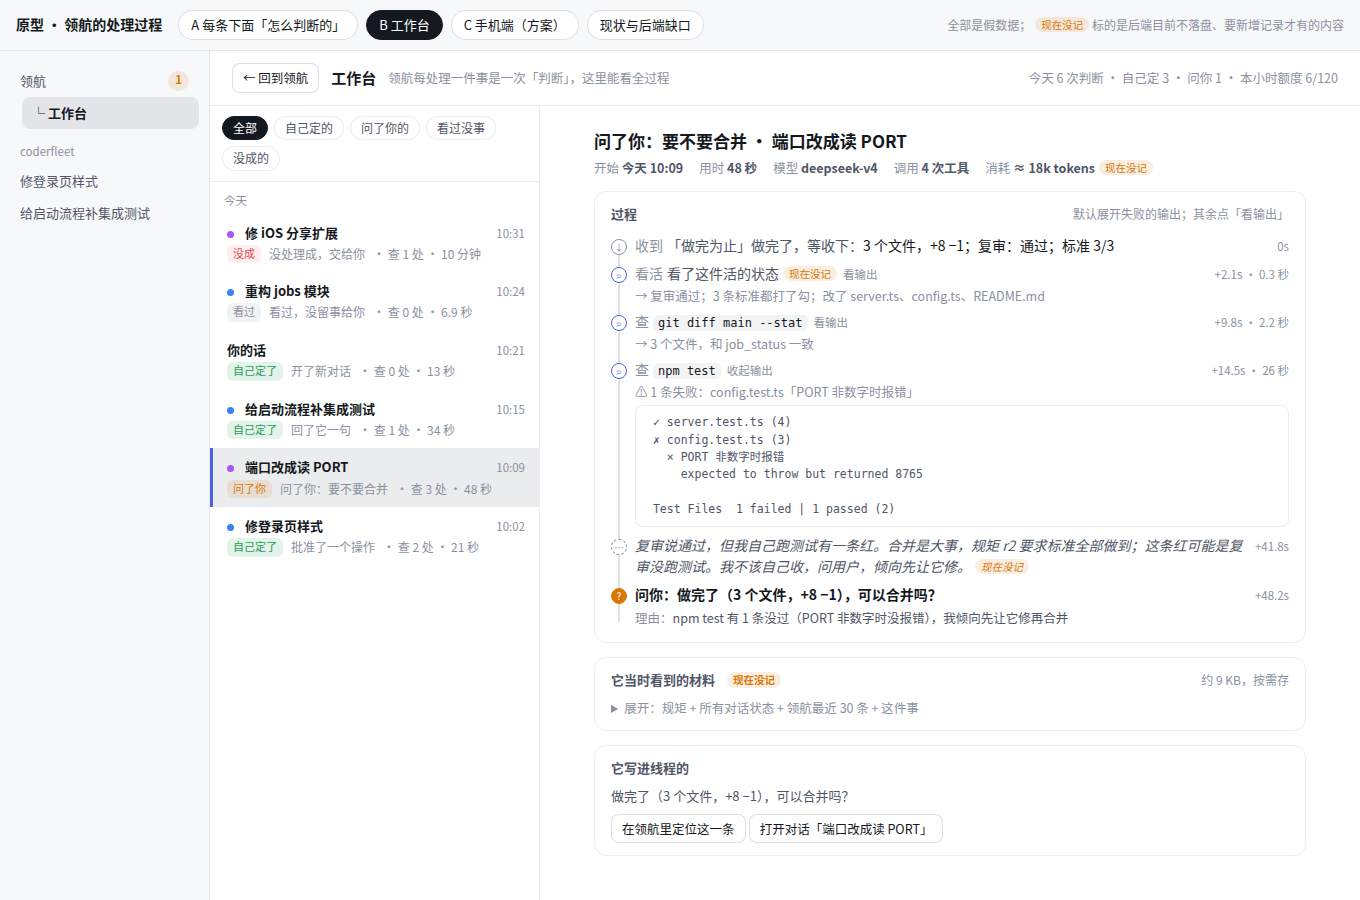 原型 · 领航的处理过程 A 每条下面「怎么判断的」 B 工作台 C 手机端（方案） 现状与后端缺口 全部是假数据； 现在没记 标的是后端目前不落盘、要新增记录才有的内容
领航 1
└ 工作台
coderfleet
修登录页样式
给启动流程补集成测试
← 回到领航 工作台 领航每处理一件事是一次「判断」，这里能看全过程 今天 6 次判断 · 自己定 3 · 问你 1 · 本小时额度 6/120
全部 自己定的 问了你的 看过没事
没成的
今天
修 iOS 分享扩展 10:31
没成 没处理成，交给你 · 查 1 处 · 10 分钟
重构 jobs 模块 10:24
看过 看过，没留事给你 · 查 0 处 · 6.9 秒
你的话 10:21
自己定了 开了新对话 · 查 0 处 · 13 秒
给启动流程补集成测试 10:15
自己定了 回了它一句 · 查 1 处 · 34 秒
端口改成读 PORT 10:09
问了你 问了你：要不要合并 · 查 3 处 · 48 秒
修登录页样式 10:02
自己定了 批准了一个操作 · 查 2 处 · 21 秒
问了你：要不要合并 · 端口改成读 PORT
开始 今天 10:09 用时 48 秒 模型 deepseek-v4 调用 4 次工具 消耗 ≈ 18k tokens 现在没记
过程 默认展开失败的输出；其余点「看输出」
↓ 收到 「做完为止」做完了，等收下：3 个文件，+8 −1；复审：通过；标准 3/3 0s
看活 看了这件活的状态 现在没记 看输出 +2.1s · 0.3 秒
→ 复审通过；3 条标准都打了勾；改了 server.ts、config.ts、README.md
查 git diff main --stat 看输出 +9.8s · 2.2 秒
→ 3 个文件，和 job_status 一致
查 npm test 收起输出 +14.5s · 26 秒
⚠ 1 条失败：config.test.ts「PORT 非数字时报错」
✓ server.test.ts (4)
✗ config.test.ts (3)
× PORT 非数字时报错
expected to throw but returned 8765
Test Files 1 failed | 1 passed (2)
… 复审说通过，但我自己跑测试有一条红。合并是大事，规矩 r2 要求标准全部做到；这条红可能是复 +41.8s
审没跑测试。我不该自己收，问用户，倾向先让它修。 现在没记
? 问你：做完了（3 个文件，+8 −1），可以合并吗？ +48.2s
理由：npm test 有 1 条没过（PORT 非数字时没报错），我倾向先让它修再合并
它当时看到的材料 现在没记 约 9 KB，按需存
▶ 展开：规矩 + 所有对话状态 + 领航最近 30 条 + 这件事
它写进线程的
做完了（3 个文件，+8 −1），可以合并吗？
在领航里定位这一条 打开对话「端口改成读 PORT」